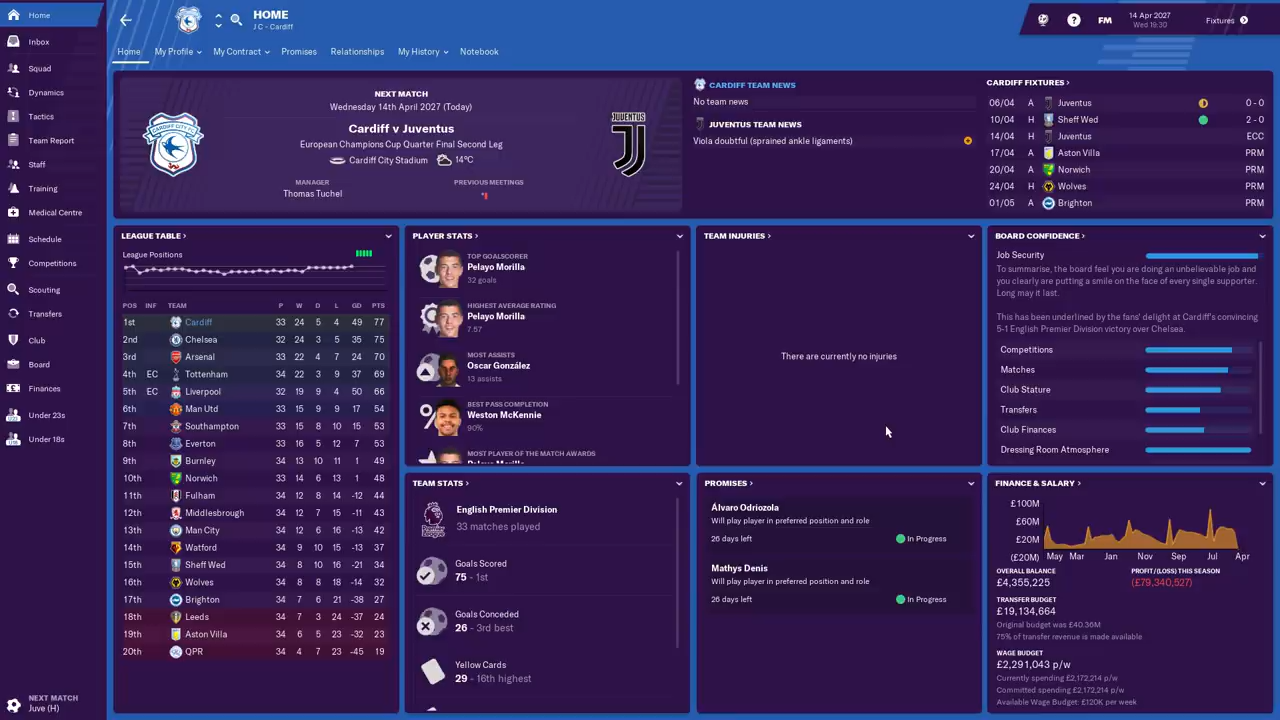 Home
HOME
J C - Cardiff
FM
14 Apr 2027
Wed 19:30
Fixtures
Home
My Profile
My Contract
Promises
Relationships
My History
Notebook
Inbox
Squad
Dynamics
Tactics
Team Report
Staff
Training
Medical Centre
Schedule
Competitions
Scouting
Transfers
Club
Board
Finances
Under 23s
Under 18s
NEXT MATCH
Juve (H)
NEXT MATCH
Wednesday 14th April 2027 (Today)
Cardiff v Juventus
European Champions Cup Quarter Final Second Leg
Cardiff City Stadium 14°C
MANAGER
Thomas Tuchel
PREVIOUS MEETINGS
JUVENTUS
CARDIFF TEAM NEWS
No team news
JUVENTUS TEAM NEWS
Viola doubtful (sprained ankle ligaments)
CARDIFF FIXTURES
06/04 A Juventus 0 - 0
10/04 H Sheff Wed 2 - 0
14/04 H Juventus ECC
17/04 A Aston Villa PRM
20/04 A Norwich PRM
24/04 H Wolves PRM
01/05 A Brighton PRM
LEAGUE TABLE
League Positions
POS INF TEAM P W D L GD PTS
1st Cardiff 33 24 5 4 49 77
2nd Chelsea 32 24 3 5 35 75
3rd Arsenal 33 22 4 7 24 70
4th EC Tottenham 34 22 3 9 37 69
5th EC Liverpool 32 19 9 4 50 66
6th Man Utd 33 15 9 9 17 54
7th Southampton 33 15 8 10 15 53
8th Everton 33 16 5 12 7 53
9th Burnley 34 13 10 11 1 49
10th Norwich 34 14 6 13 1 48
11th Fulham 34 12 8 14 -12 44
12th Middlesbrough 34 12 7 15 -11 43
13th Man City 34 12 6 16 -13 42
14th Watford 34 9 10 15 -13 37
15th Sheff Wed 34 8 10 16 -21 34
16th Wolves 34 8 8 18 -14 32
17th Brighton 34 7 6 21 -38 27
18th Leeds 34 7 3 24 -37 24
19th Aston Villa 34 6 5 23 -32 23
20th QPR 34 4 7 23 -45 19
PLAYER STATS
TOP GOALSCORER
Pelayo Morilla
32 goals
HIGHEST AVERAGE RATING
Pelayo Morilla
7.57
MOST ASSISTS
Oscar González
13 assists
BEST PASS COMPLETION
Weston McKennie
90%
MOST PLAYER OF THE MATCH AWARDS
Pelayo Morilla
TEAM INJURIES
There are currently no injuries
BOARD CONFIDENCE
Job Security
To summarise, the board feel you are doing an unbelievable job and
you clearly are putting a smile on the face of every single supporter.
Long may it last.
This has been underlined by the fans' delight at Cardiff's convincing
5-1 English Premier Division victory over Chelsea.
Competitions
Matches
Club Stature
Transfers
Club Finances
Dressing Room Atmosphere
TEAM STATS
English Premier Division
33 matches played
Goals Scored
75 - 1st
Goals Conceded
26 - 3rd best
Yellow Cards
29 - 16th highest
PROMISES
Álvaro Odriozola
Will play player in preferred position and role
26 days left In Progress
Mathys Denis
Will play player in preferred position and role
26 days left In Progress
FINANCE & SALARY
£100M
£60M
£20M
(£20M)
May Mar Jan Nov Sep Jul Apr
OVERALL BALANCE
£4,355,225
PROFIT/(LOSS) THIS SEASON
(£79,340,527)
TRANSFER BUDGET
£19,134,664
Original budget was £40.36M
75% of transfer revenue is made available
WAGE BUDGET
£2,291,043 p/w
Currently spending £2,172,214 p/w
Committed spending £2,172,214 p/w
Available Wage Budget: £120K per week